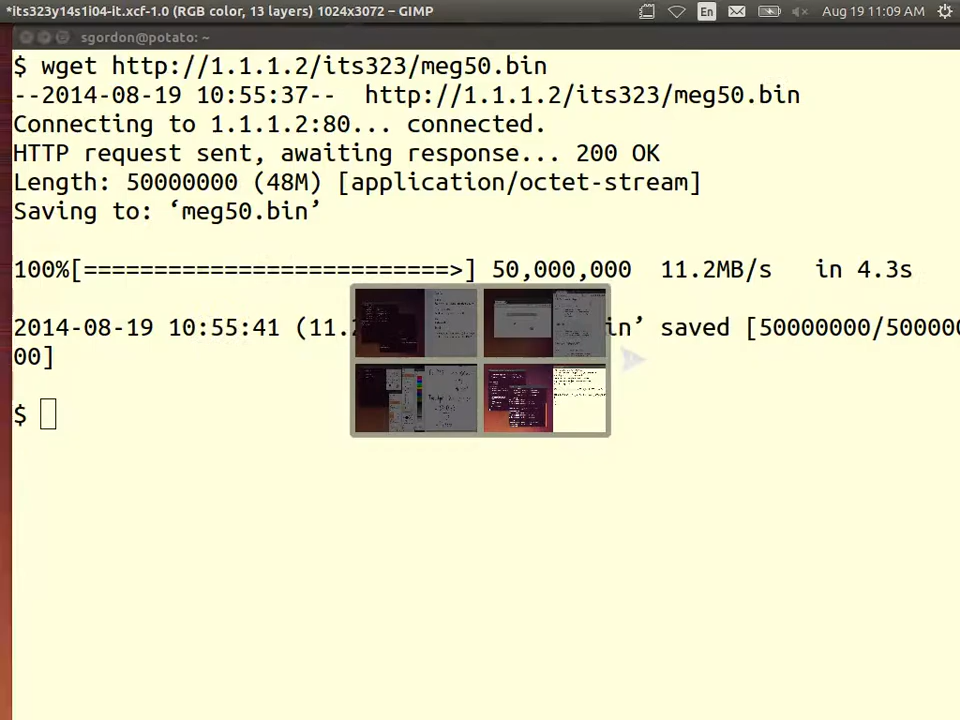 *its323y14s1i04-it.xcf-1.0 (RGB color, 13 layers) 1024x3072 – GIMP
En
Aug 19 11:09 AM
sgordon@potato: ~
$ wget http://1.1.1.2/its323/meg50.bin
--2014-08-19 10:55:37--  http://1.1.1.2/its323/meg50.bin
Connecting to 1.1.1.2:80... connected.
HTTP request sent, awaiting response... 200 OK
Length: 50000000 (48M) [application/octet-stream]
Saving to: ‘meg50.bin’
100%[==========================>] 50,000,000  11.2MB/s   in 4.3s
2014-08-19 10:55:41 (11. in’ saved [50000000/500000
00]
$